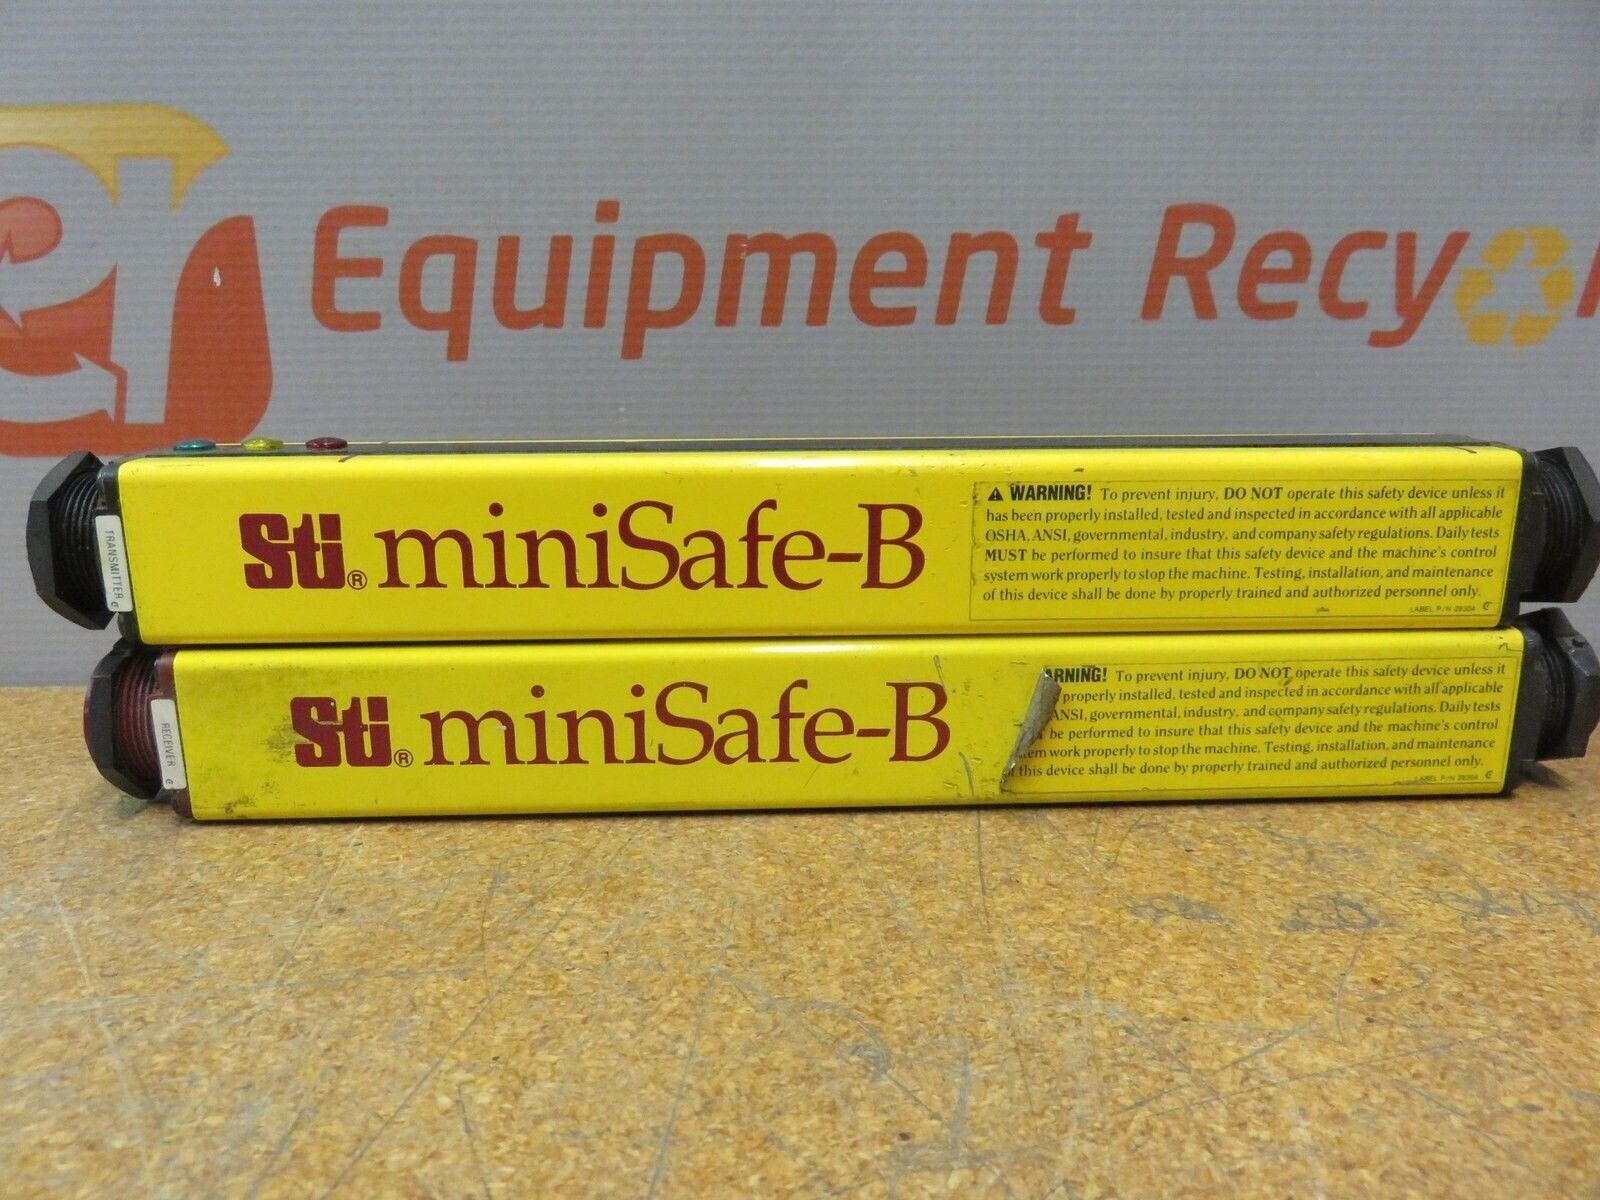 Equipment Recy
TRANSMITTER
Sti® miniSafe-B
⚠ WARNING! To prevent injury, DO NOT operate this safety device unless it
has been properly installed, tested and inspected in accordance with all applicable
OSHA, ANSI, governmental, industry, and company safety regulations. Daily tests
MUST be performed to insure that this safety device and the machine's control
system work properly to stop the machine. Testing, installation, and maintenance
of this device shall be done by properly trained and authorized personnel only.
LABEL P/N 28304
RECEIVER
Sti® miniSafe-B
ARNING! To prevent injury, DO NOT operate this safety device unless it
properly installed, tested and inspected in accordance with all applicable
ANSI, governmental, industry, and company safety regulations. Daily tests
be performed to insure that this safety device and the machine's control
em work properly to stop the machine. Testing, installation, and maintenance
this device shall be done by properly trained and authorized personnel only.
LABEL P/N 28304